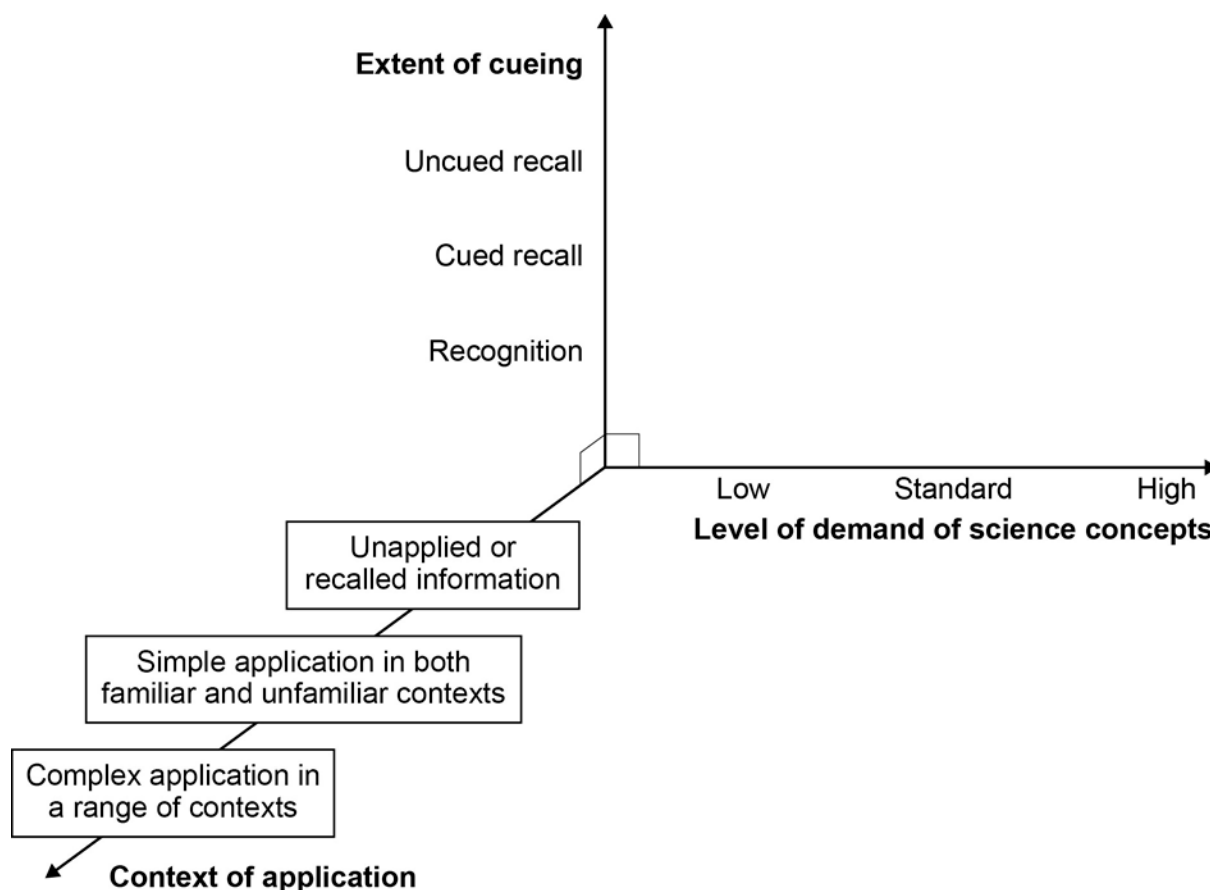 Extent of cueing
Uncued recall
Cued recall
Recognition
Low Standard High
Level of demand of science concepts
Unapplied or
recalled information
Simple application in both
familiar and unfamiliar contexts
Complex application in
a range of contexts
Context of application